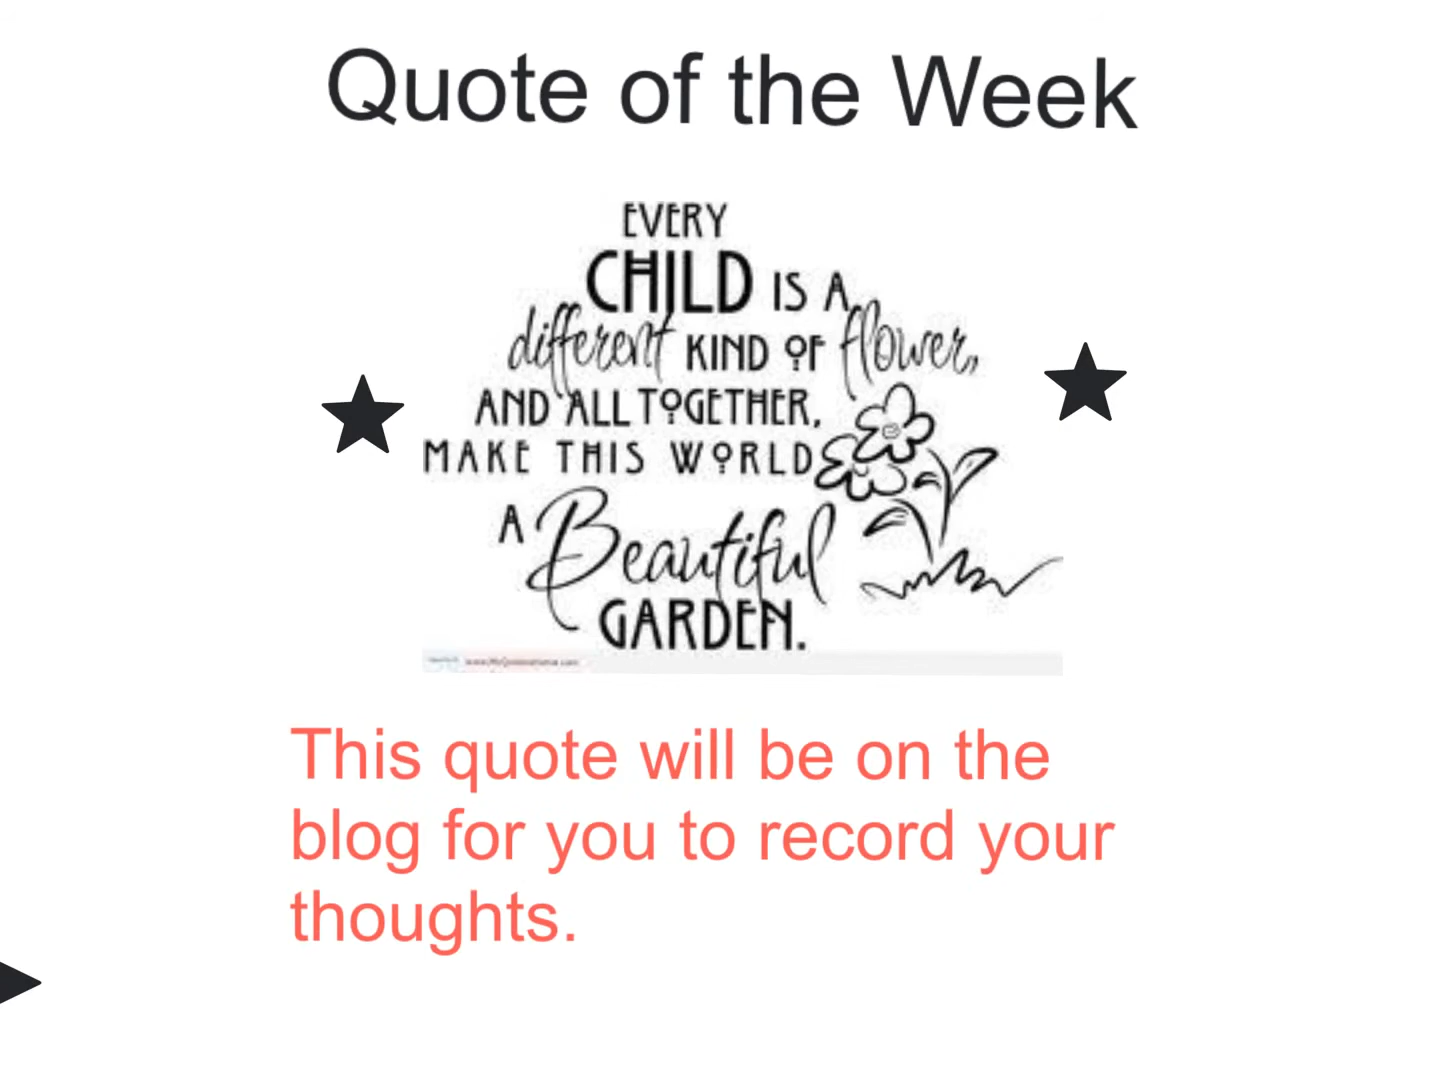 Quote of the Week
EVERY
CHILD IS A
different KIND OF flower,
AND ALL TOGETHER,
MAKE THIS WORLD
A Beautiful
GARDEN.
This quote will be on the
blog for you to record your
thoughts.